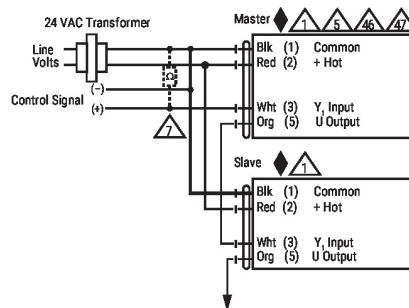 24 VAC Transformer
Line
Volts
Control Signal
(−)
(+)
Ω
7
Master
1
5
46
47
Blk (1) Common
Red (2) + Hot
Wht (3) Y, Input
Org (5) U Output
Slave
1
Blk (1) Common
Red (2) + Hot
Wht (3) Y, Input
Org (5) U Output